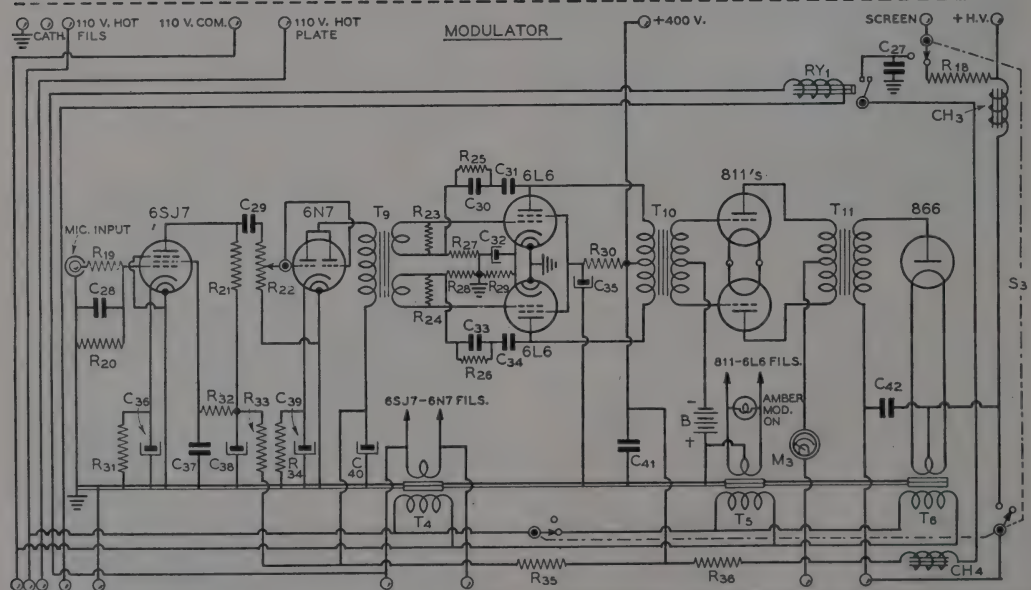 110 V. HOT FILS
CATH.
110 V. COM.
110 V. HOT PLATE
MODULATOR
+400 V.
SCREEN
+ H.V.
C27
R18
RY1
CH3
R25
C31
C30
6L6
811's
6SJ7
C29
6N7
T9
R23
T10
T11
866
MIC. INPUT
R19
R27
C32
R30
S3
C28
R21
R22
R28
R29
C35
R24
R20
C33
C34
6L6
R26
811-6L6 FILS.
C36
R32
R33
C39
6SJ7-6N7 FILS.
AMBER MOD. ON
C42
B
-
+
R31
C37
C38
R34
C40
C41
M3
T4
T5
T6
R35
R36
CH4